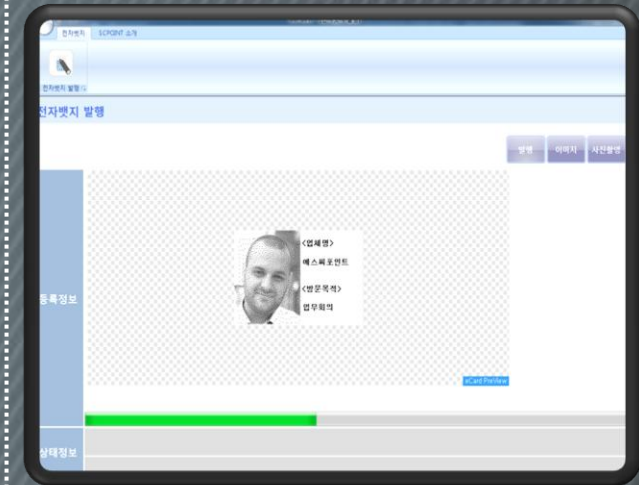 전자뱃지 SCPOINT 소개
전자뱃지 발행
전자뱃지 발행
발행 이미지 사진촬영
<업체명>
에스씨포인트
<방문목적>
등록정보
업무회의
eCard PreView
상태정보